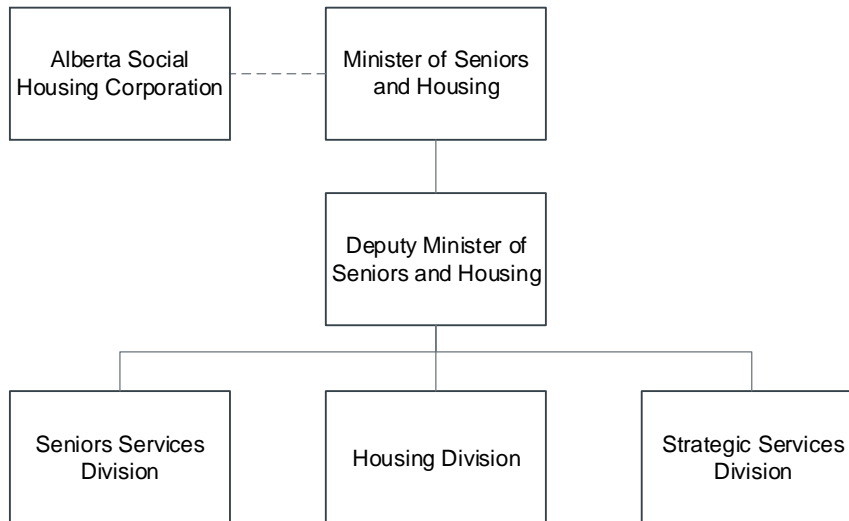 Alberta Social
Housing Corporation
Minister of Seniors
and Housing
Deputy Minister of
Seniors and Housing
Seniors Services
Division
Housing Division
Strategic Services
Division